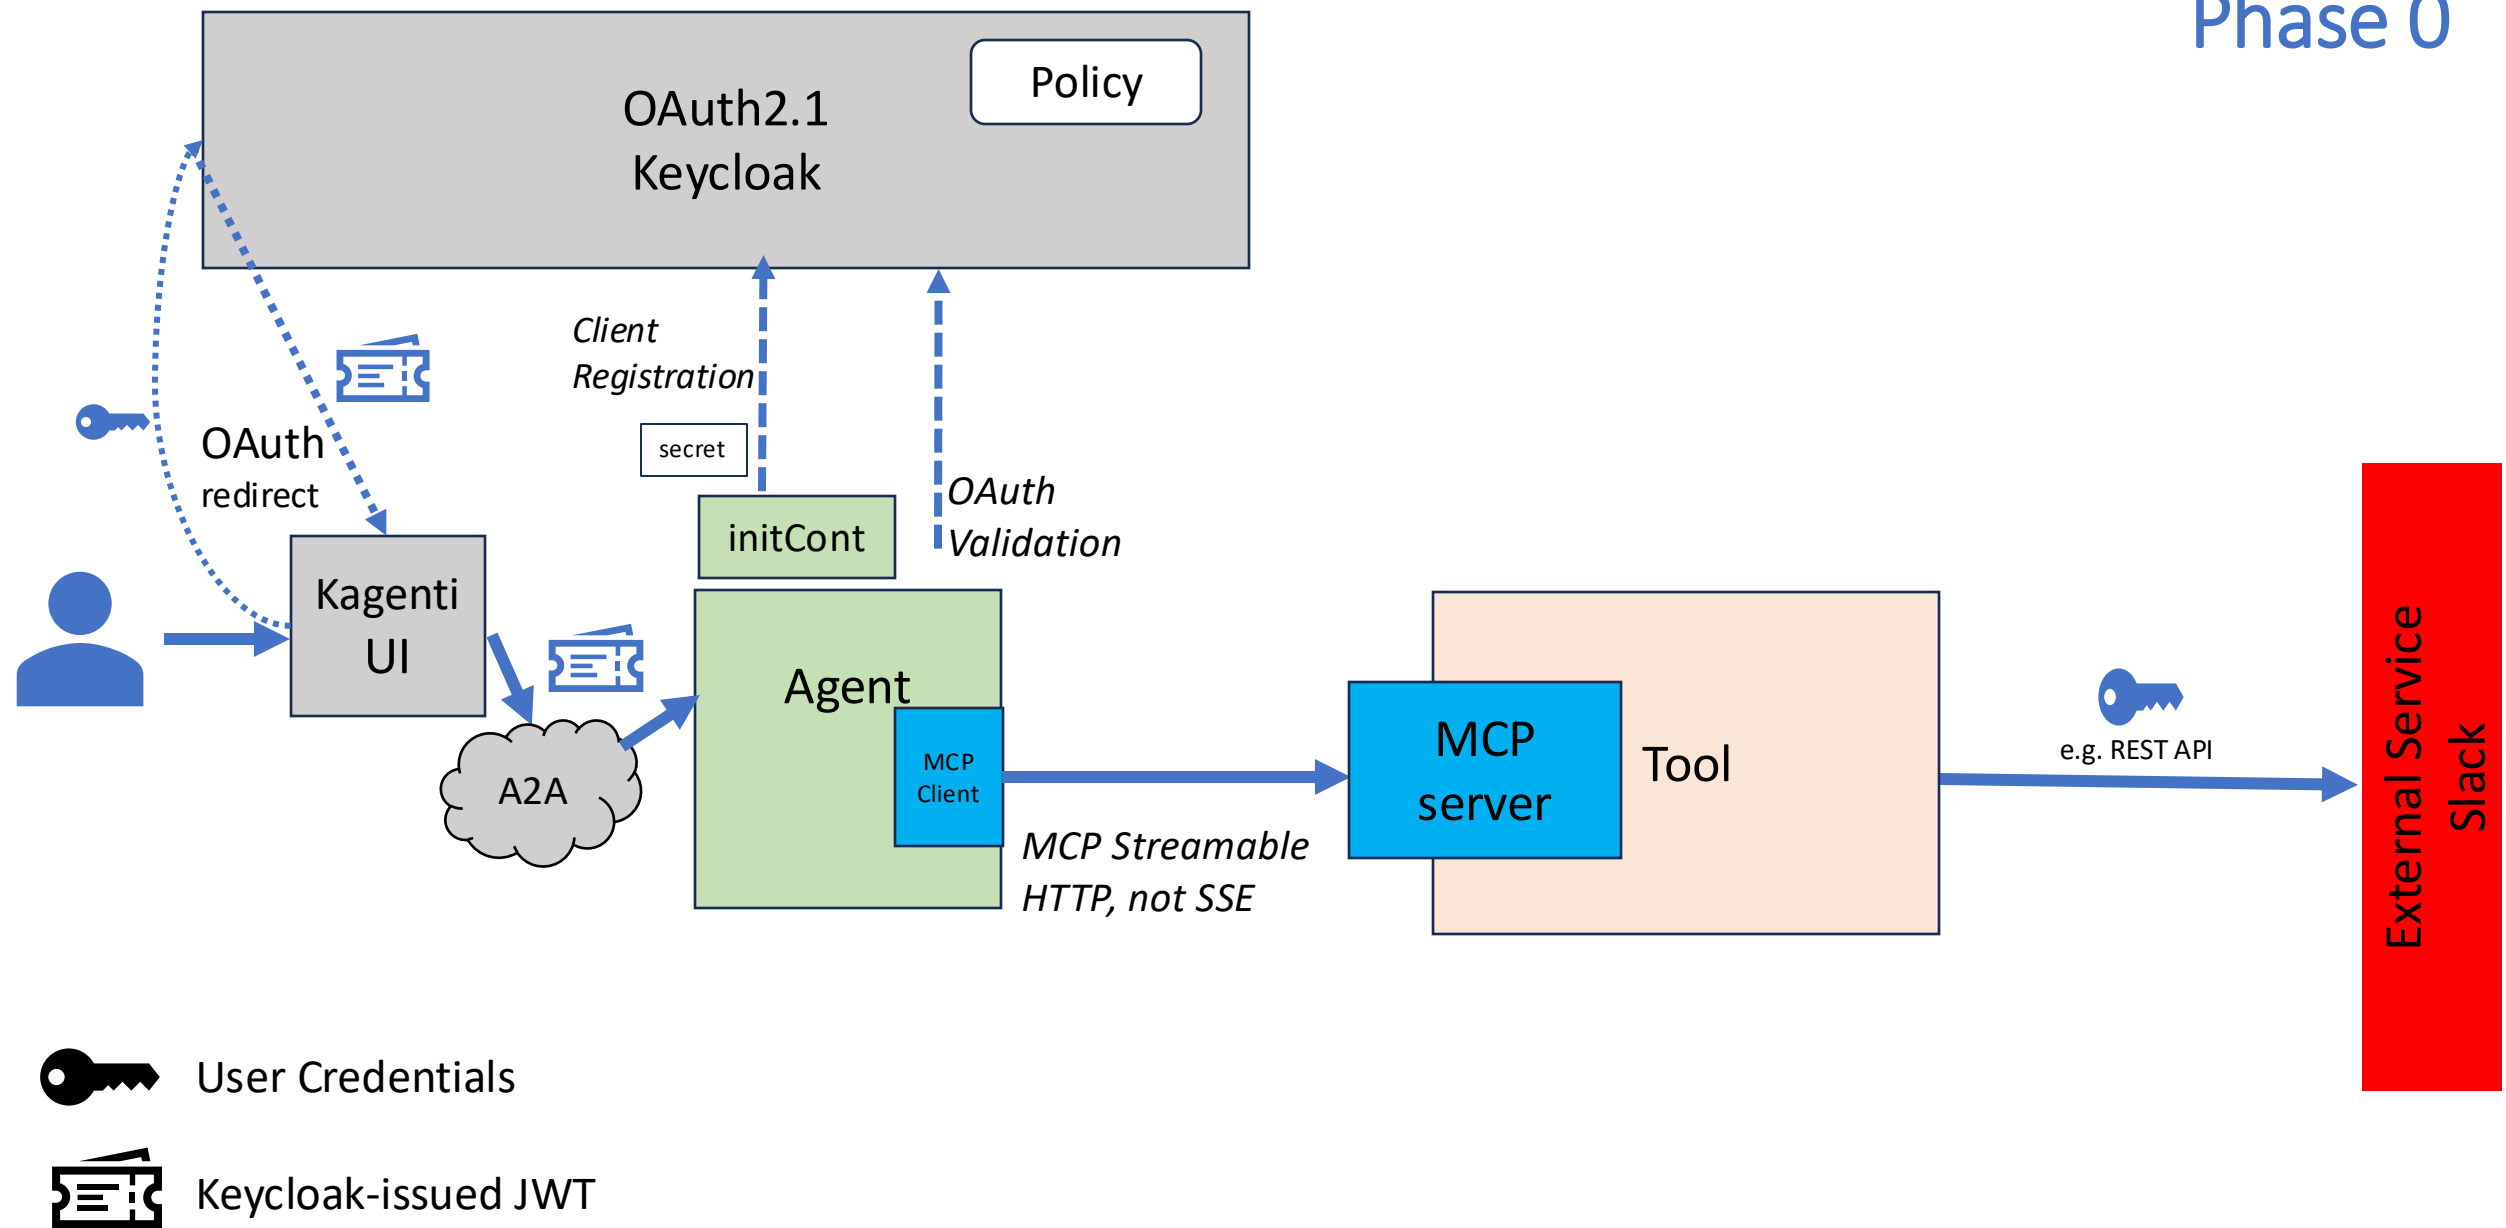 Phase 0
Policy
OAuth2.1
Keycloak
Client
Registration
secret
OAuth
redirect
OAuth
Validation
initCont
Kagenti
UI
Agent
A2A
MCP
Client
MCP Streamable
HTTP, not SSE
MCP
server
Tool
e.g. REST API
External Service
Slack
User Credentials
Keycloak-issued JWT